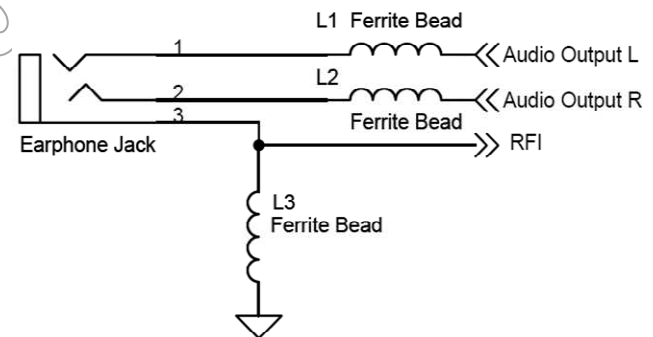 L1 Ferrite Bead
1
Audio Output L
L2
2
Audio Output R
3
Ferrite Bead
Earphone Jack
RFI
L3
Ferrite Bead